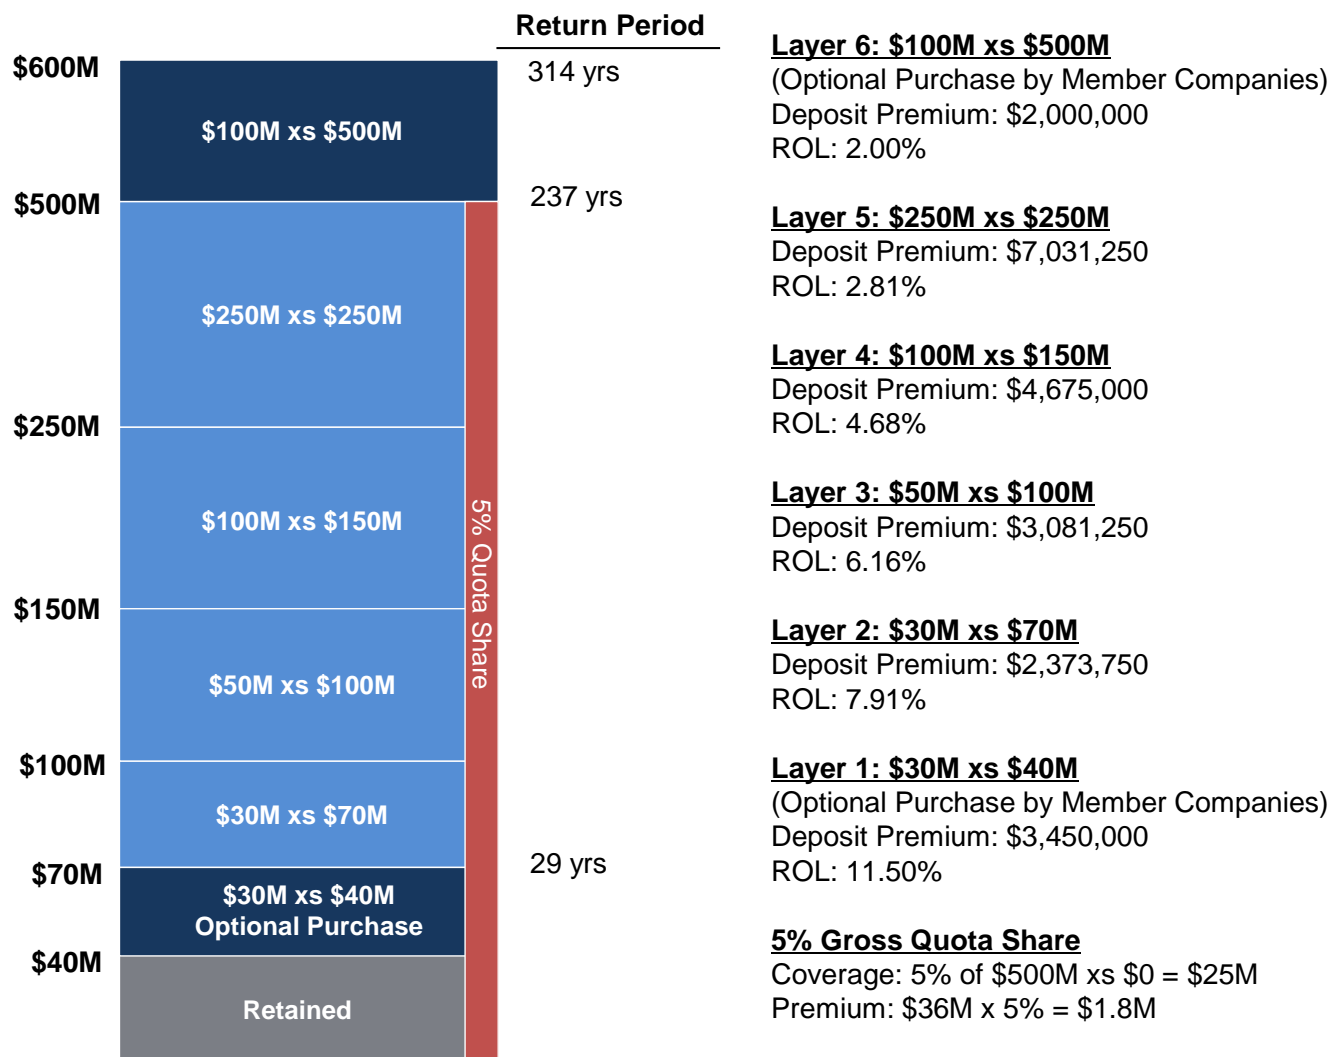 Return Period
$600M
314 yrs
$100M xs $500M
$500M
237 yrs
$250M xs $250M
$250M
$100M xs $150M
5% Quota Share
$150M
$50M xs $100M
$100M
$30M xs $70M
$70M
29 yrs
$30M xs $40M
Optional Purchase
$40M
Retained
Layer 6: $100M xs $500M
(Optional Purchase by Member Companies)
Deposit Premium: $2,000,000
ROL: 2.00%
Layer 5: $250M xs $250M
Deposit Premium: $7,031,250
ROL: 2.81%
Layer 4: $100M xs $150M
Deposit Premium: $4,675,000
ROL: 4.68%
Layer 3: $50M xs $100M
Deposit Premium: $3,081,250
ROL: 6.16%
Layer 2: $30M xs $70M
Deposit Premium: $2,373,750
ROL: 7.91%
Layer 1: $30M xs $40M
(Optional Purchase by Member Companies)
Deposit Premium: $3,450,000
ROL: 11.50%
5% Gross Quota Share
Coverage: 5% of $500M xs $0 = $25M
Premium: $36M x 5% = $1.8M